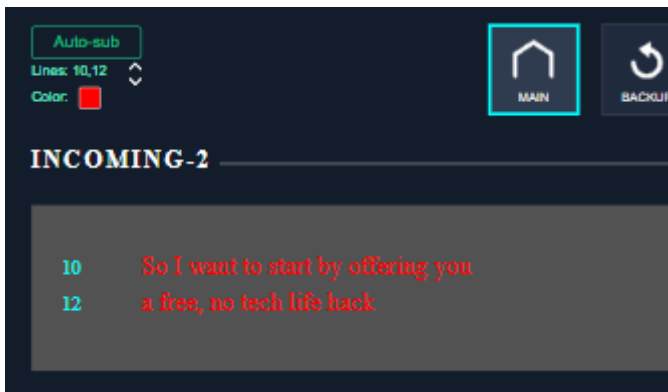 Auto-sub
Lines: 10,12
Color:
MAIN
BACKUP
INCOMING-2
10 So I want to start by offering you
12 a free, no tech life hack